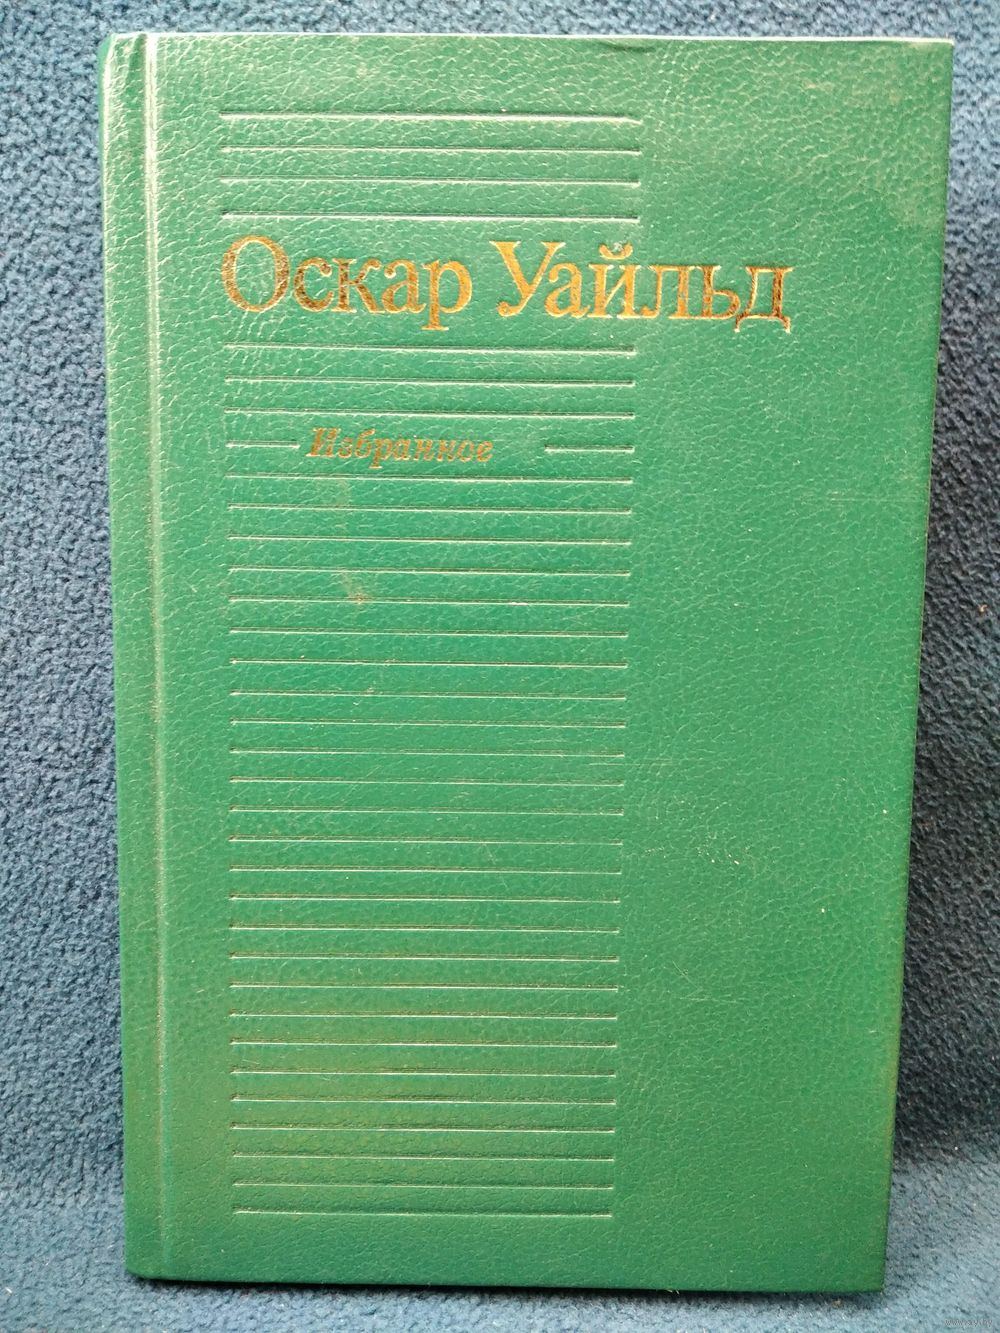 Оскар Уайльд
Избранное